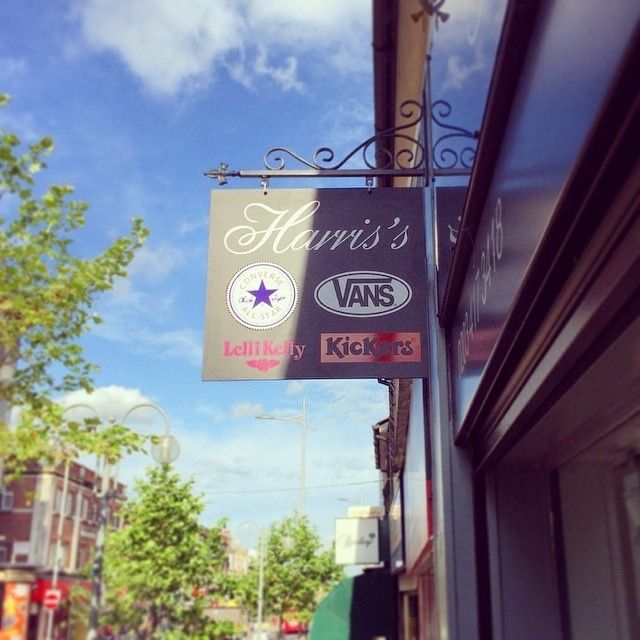 Harris's
CONVERSE
ALL STAR
VANS
Lelli Kelly
KicKers